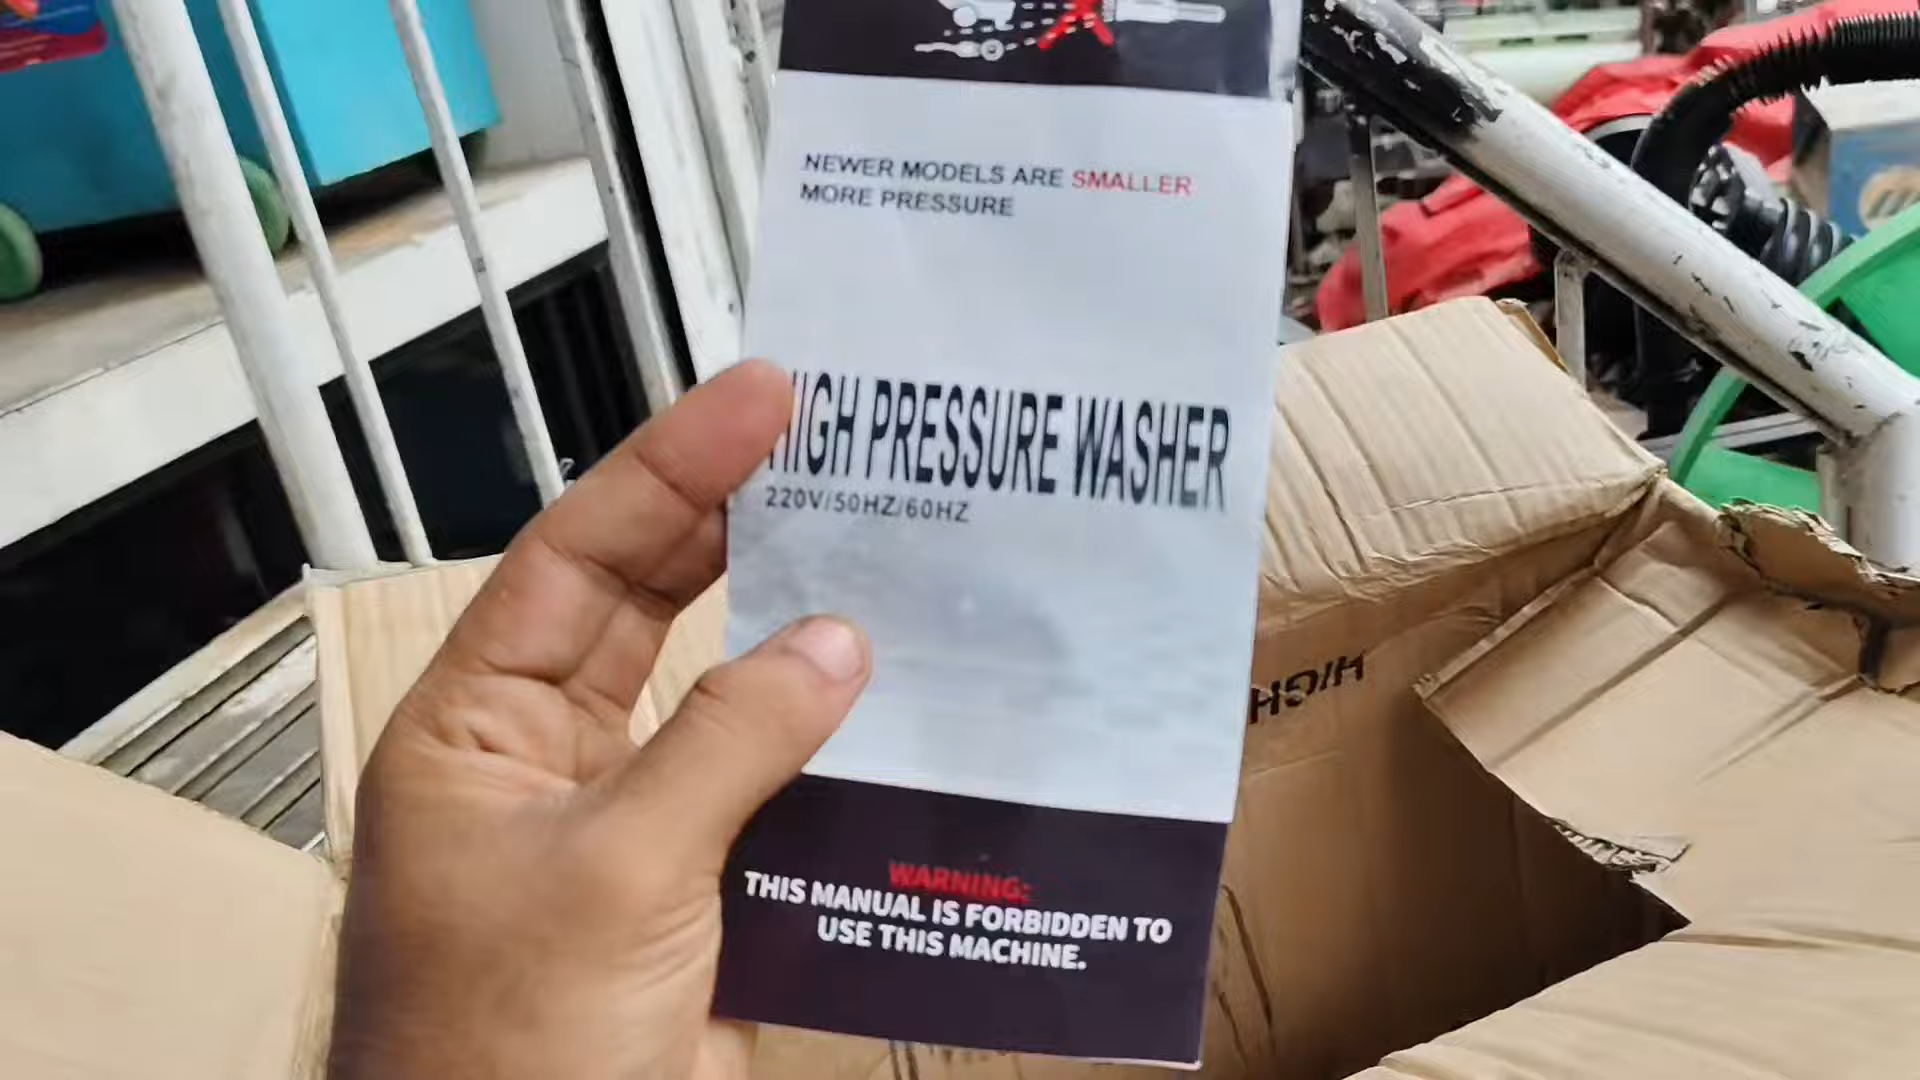 NEWER MODELS ARE SMALLER
MORE PRESSURE
HIGH PRESSURE WASHER
220V/50HZ/60HZ
WARNING:
THIS MANUAL IS FORBIDDEN TO
USE THIS MACHINE.
HIGH